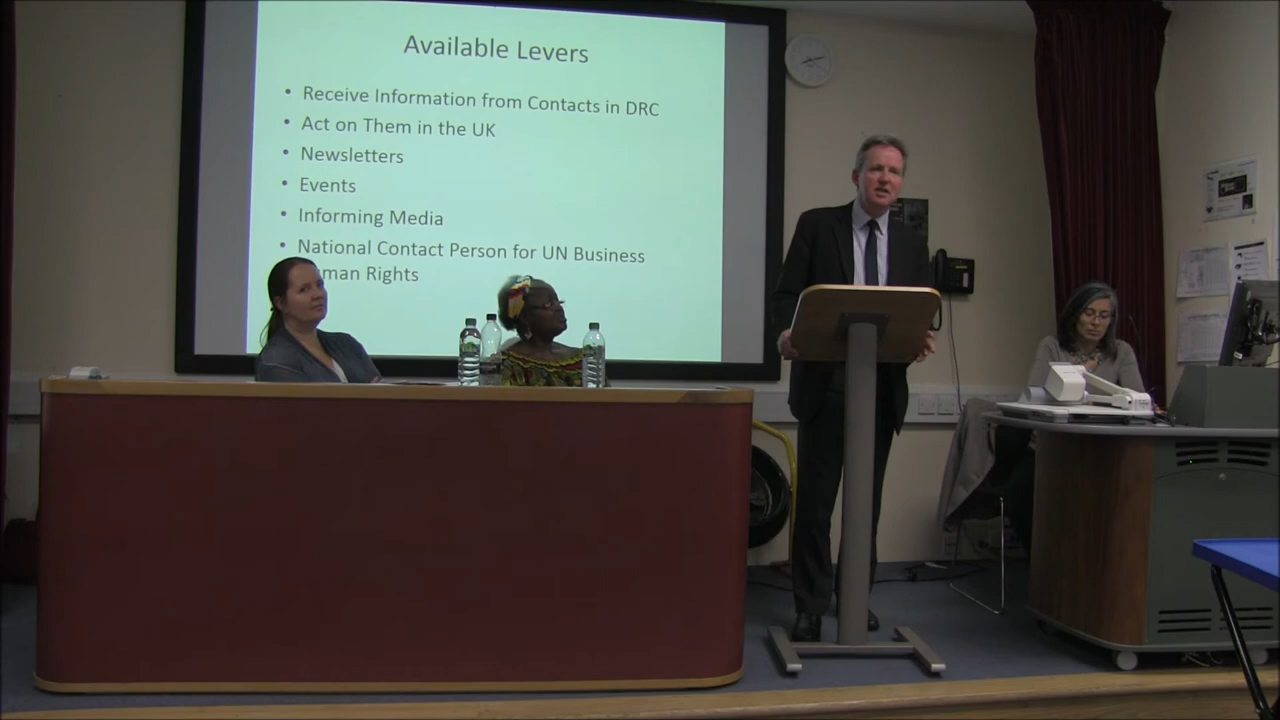 Available Levers
• Receive Information from Contacts in DRC
• Act on Them in the UK
• Newsletters
• Events
• Informing Media
• National Contact Person for UN Business
Rights